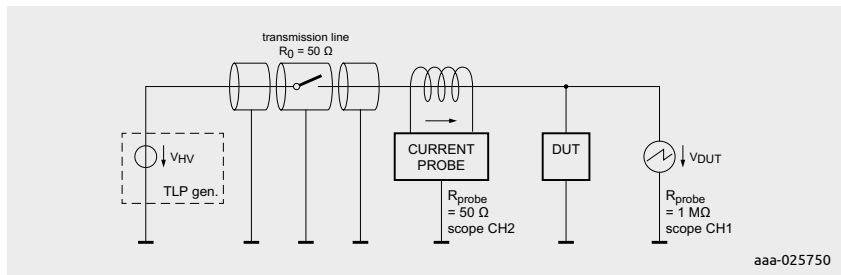 transmission line
R0 = 50 Ω
VHV
TLP gen.
CURRENT
PROBE
DUT
VDUT
Rprobe
= 50 Ω
scope CH2
Rprobe
= 1 MΩ
scope CH1
aaa-025750